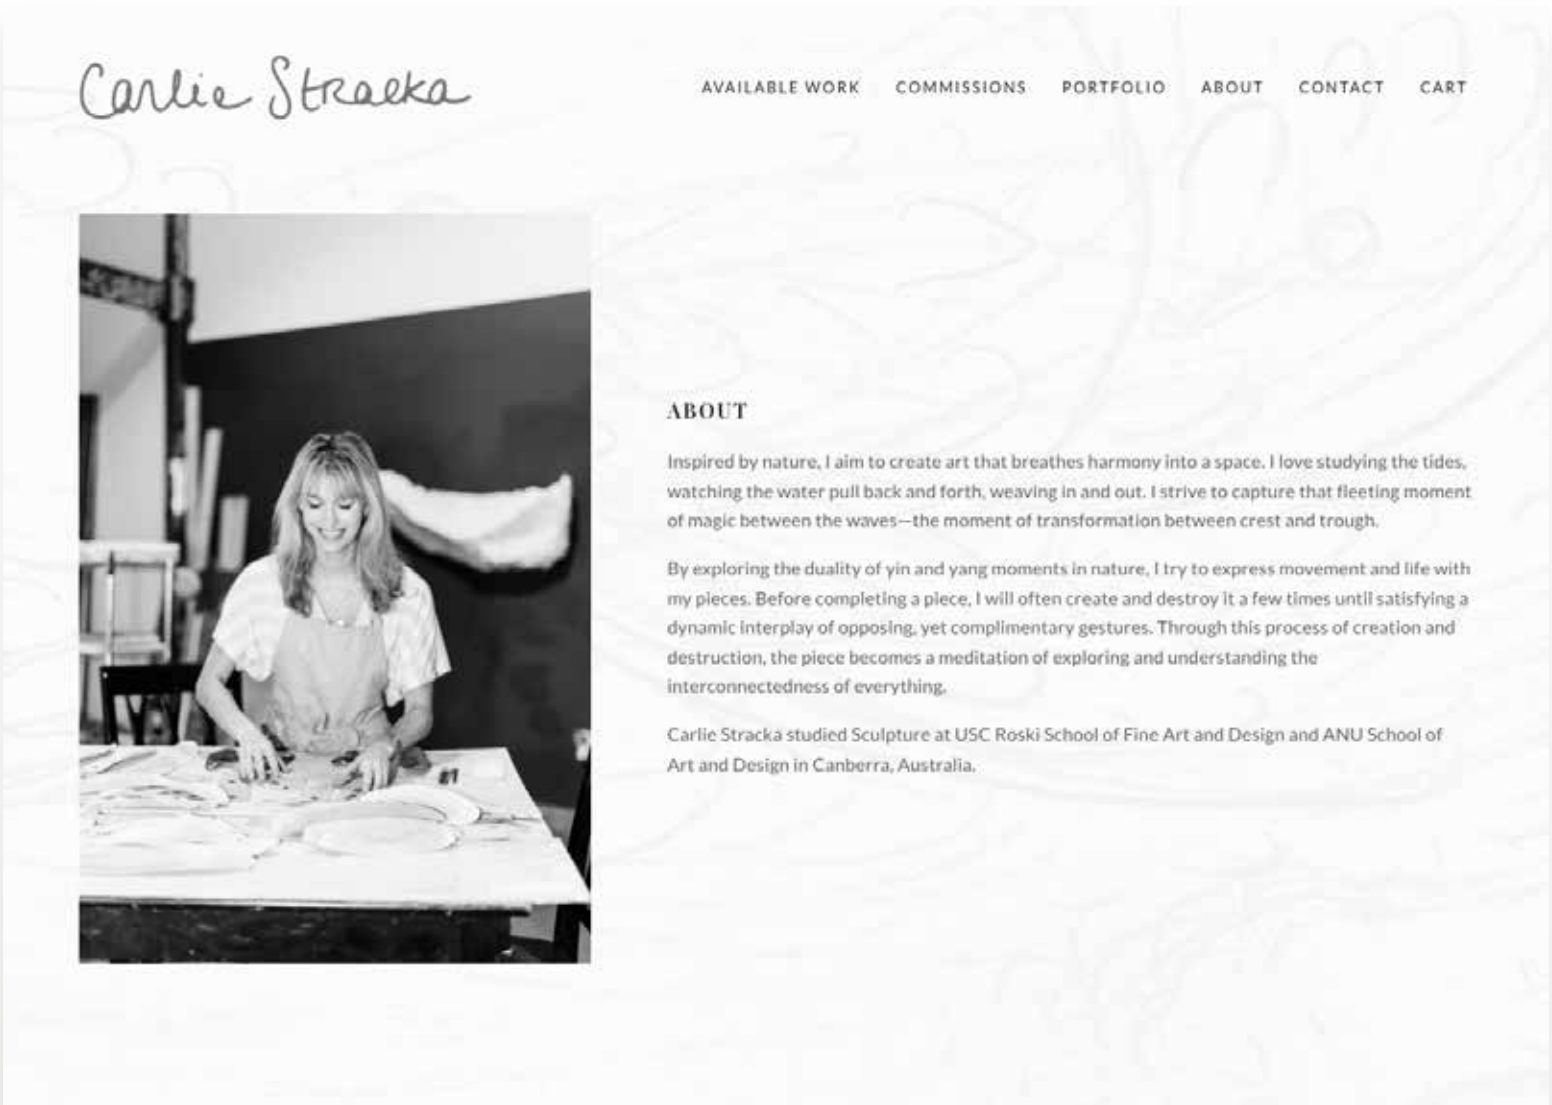 Carlie Stracka
AVAILABLE WORK COMMISSIONS PORTFOLIO ABOUT CONTACT CART
ABOUT
Inspired by nature, I aim to create art that breathes harmony into a space. I love studying the tides,
watching the water pull back and forth, weaving in and out. I strive to capture that fleeting moment
of magic between the waves—the moment of transformation between crest and trough.
By exploring the duality of yin and yang moments in nature, I try to express movement and life with
my pieces. Before completing a piece, I will often create and destroy it a few times until satisfying a
dynamic interplay of opposing, yet complimentary gestures. Through this process of creation and
destruction, the piece becomes a meditation of exploring and understanding the
interconnectedness of everything.
Carlie Stracka studied Sculpture at USC Roski School of Fine Art and Design and ANU School of
Art and Design in Canberra, Australia.